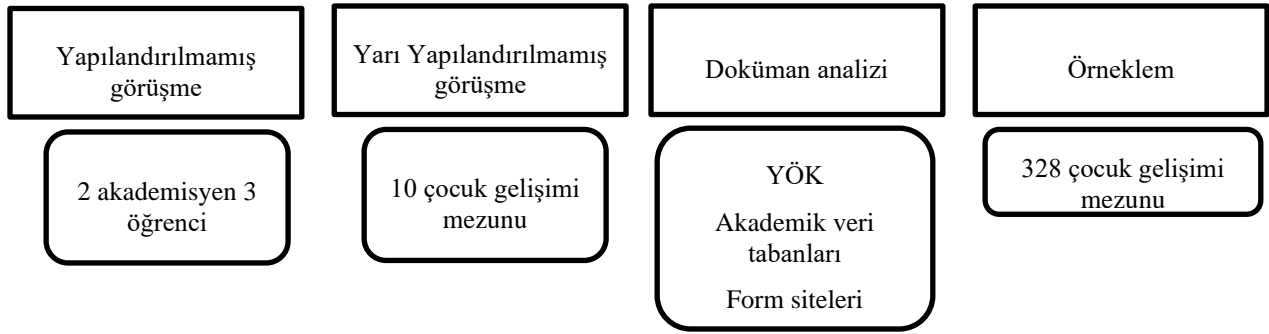 Yapılandırılmamış
görüşme
Yarı Yapılandırılmamış
görüşme
Doküman analizi
Örneklem
2 akademisyen 3
öğrenci
10 çocuk gelişimi
mezunu
YÖK
Akademik veri
tabanları
Form siteleri
328 çocuk gelişimi
mezunu